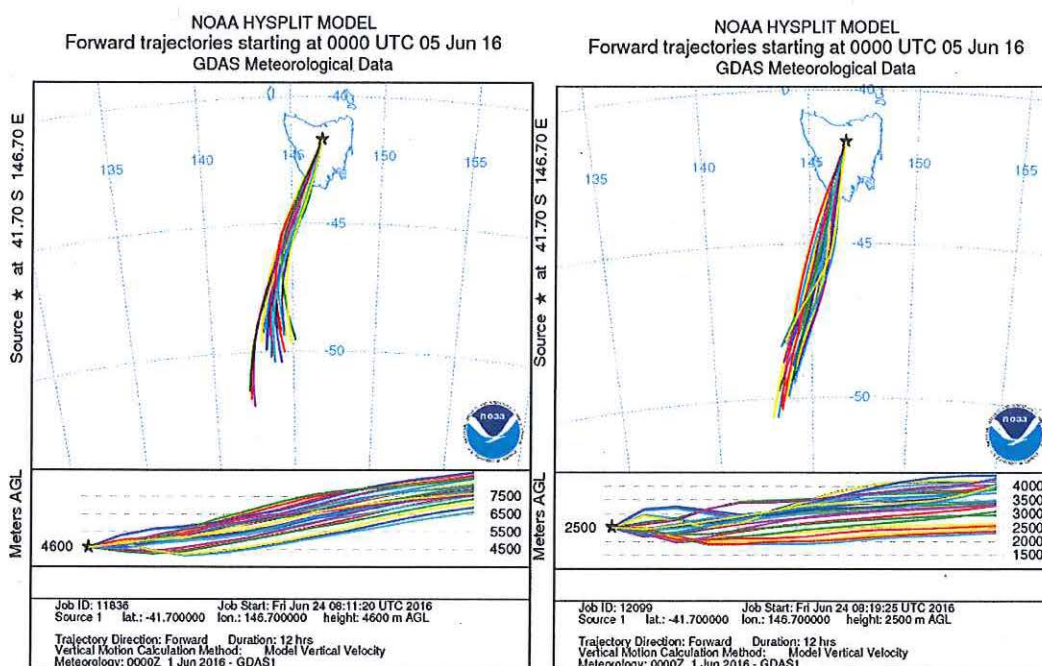 NOAA HYSPLIT MODEL
Forward trajectories starting at 0000 UTC 05 Jun 16
GDAS Meteorological Data
Source ★ at 41.70 S 146.70 E
-40
135
140
145
150
155
-45
-50
noaa
Meters AGL
4600
7500
6500
5500
4500
Job ID: 11836 Job Start: Fri Jun 24 08:11:20 UTC 2016
Source 1 lat.: -41.700000 lon.: 146.700000 height: 4600 m AGL
Trajectory Direction: Forward Duration: 12 hrs
Vertical Motion Calculation Method: Model Vertical Velocity
Meteorology: 0000Z 1 Jun 2016 - GDAS1
NOAA HYSPLIT MODEL
Forward trajectories starting at 0000 UTC 05 Jun 16
GDAS Meteorological Data
Source ★ at 41.70 S 146.70 E
-40
135
140
145
150
155
-45
-50
noaa
Meters AGL
2500
4000
3500
3000
2500
2000
1500
Job ID: 12099 Job Start: Fri Jun 24 08:19:25 UTC 2016
Source 1 lat.: -41.700000 lon.: 146.700000 height: 2500 m AGL
Trajectory Direction: Forward Duration: 12 hrs
Vertical Motion Calculation Method: Model Vertical Velocity
Meteorology: 0000Z 1 Jun 2016 - GDAS1